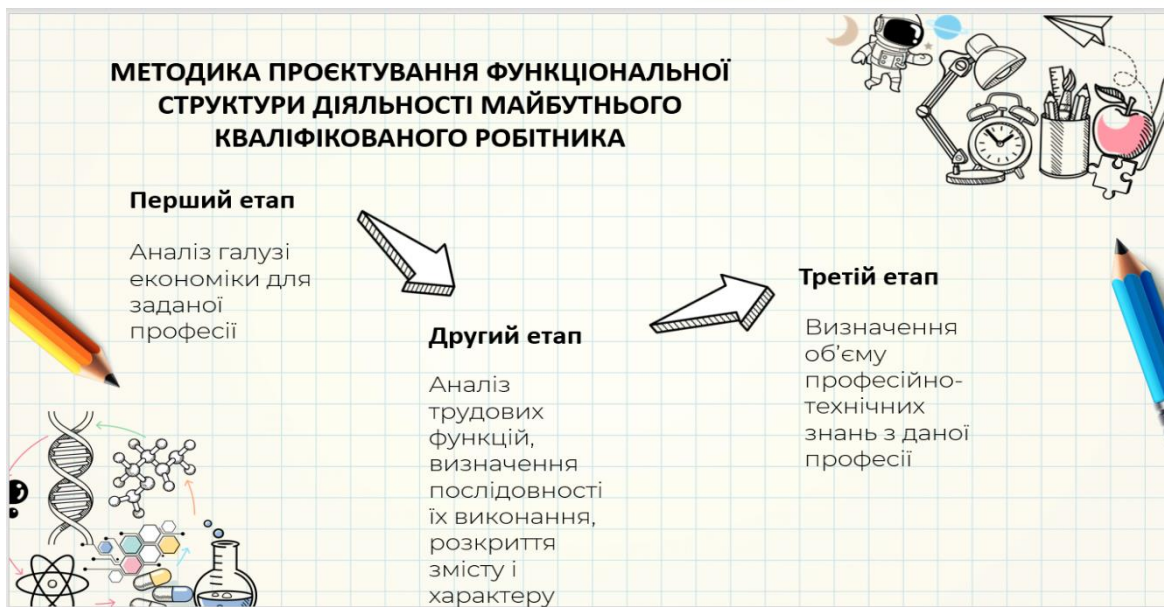 МЕТОДИКА ПРОЄКТУВАННЯ ФУНКЦІОНАЛЬНОЇ
СТРУКТУРИ ДІЯЛЬНОСТІ МАЙБУТНЬОГО
КВАЛІФІКОВАНОГО РОБІТНИКА
Перший етап
Аналіз галузі
економіки для
заданої
професії
Другий етап
Аналіз
трудових
функцій,
визначення
послідовності
їх виконання,
розкриття
змісту і
характеру
Третій етап
Визначення
об’єму
професійно-
технічних
знань з даної
професії